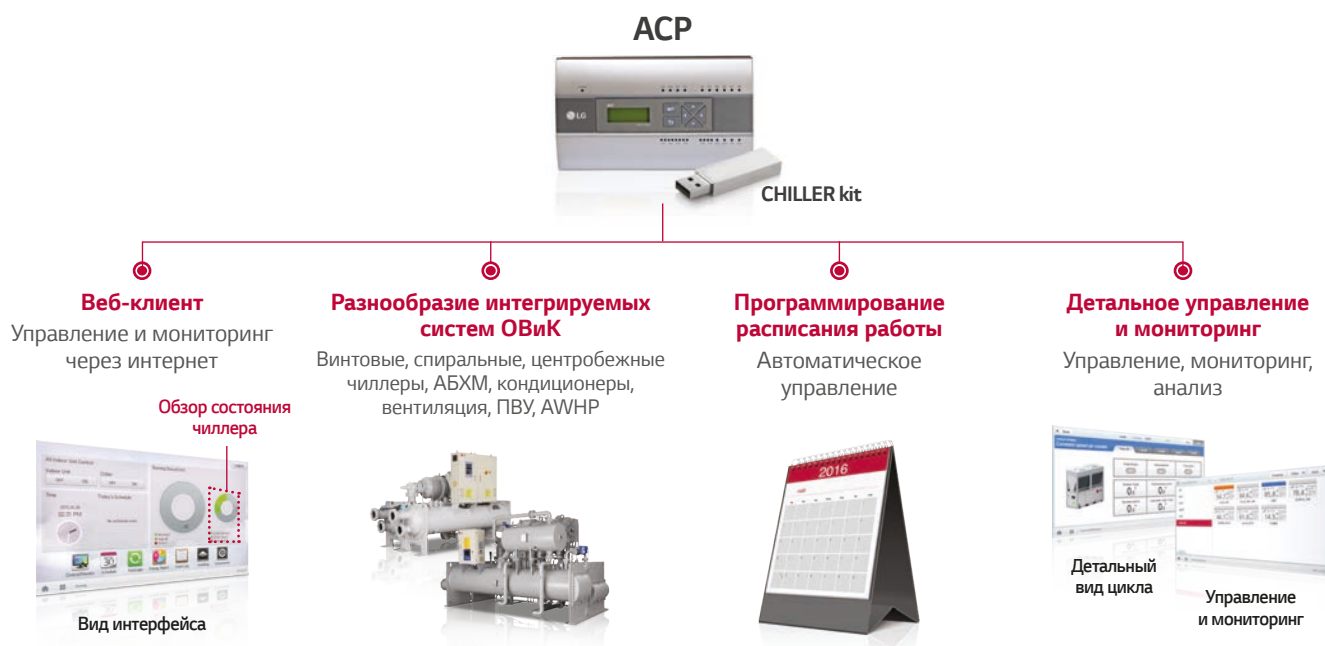 ACP
LG
CHILLER kit
Веб-клиент
Управление и мониторинг
через интернет
Обзор состояния
чиллера
Вид интерфейса
Разнообразие интегрируемых
систем ОВиК
Винтовые, спиральные, центробежные
чиллеры, АБХМ, кондиционеры,
вентиляция, ПВУ, AWHP
Программирование
расписания работы
Автоматическое
управление
2016
Детальное управление
и мониторинг
Управление, мониторинг,
анализ
Детальный
вид цикла
Управление
и мониторинг